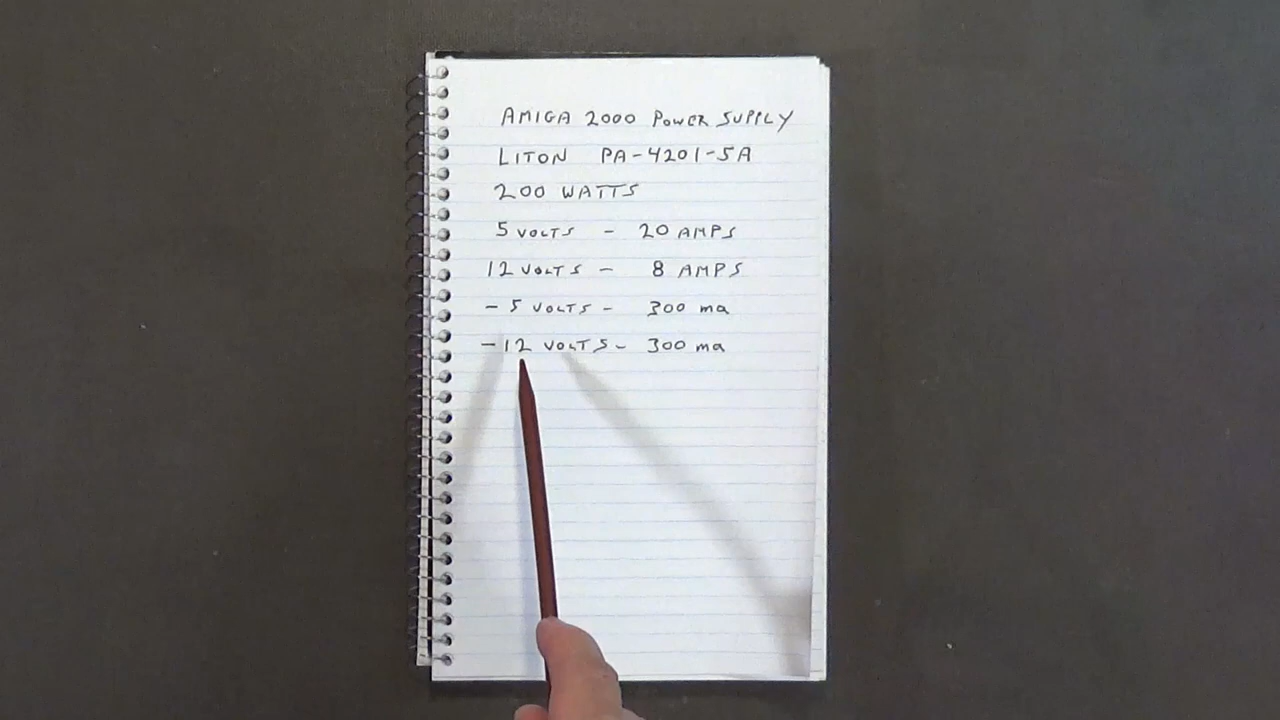 AMIGA 2000 POWER SUPPLY
LITON PA-4201-5A
200 WATTS
5 VOLTS - 20 AMPS
12 VOLTS - 8 AMPS
- 5 VOLTS - 300 ma
- 12 VOLTS - 300 ma